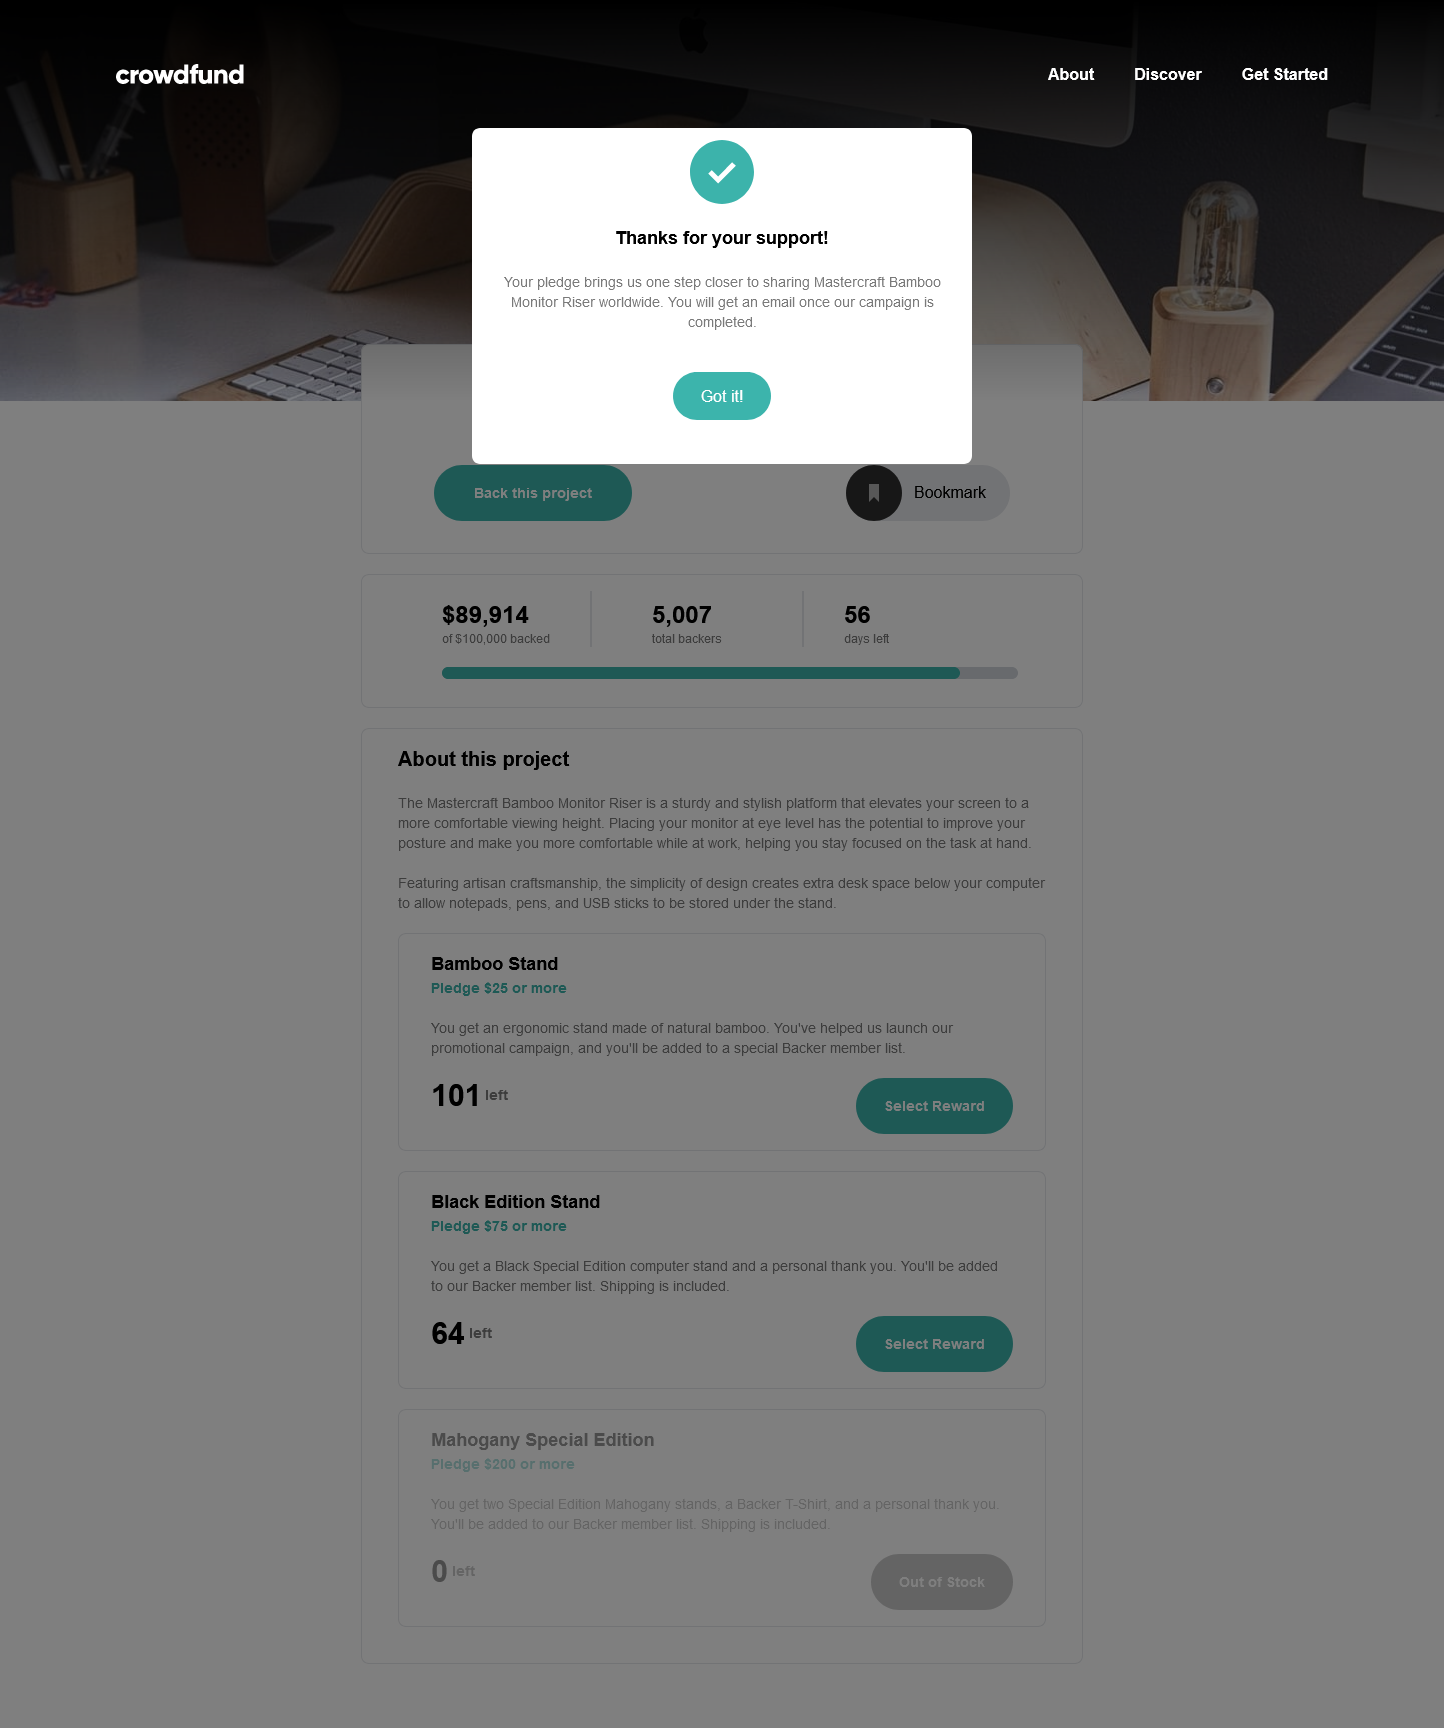 crowdfund
About Discover Get Started
Thanks for your support!
Your pledge brings us one step closer to sharing Mastercraft Bamboo
Monitor Riser worldwide. You will get an email once our campaign is
completed.
Got it!
Back this project
Bookmark
$89,914 5,007 56
of $100,000 backed total backers days left
About this project
The Mastercraft Bamboo Monitor Riser is a sturdy and stylish platform that elevates your screen to a
more comfortable viewing height. Placing your monitor at eye level has the potential to improve your
posture and make you more comfortable while at work, helping you stay focused on the task at hand.
Featuring artisan craftsmanship, the simplicity of design creates extra desk space below your computer
to allow notepads, pens, and USB sticks to be stored under the stand.
Bamboo Stand
Pledge $25 or more
You get an ergonomic stand made of natural bamboo. You've helped us launch our
promotional campaign, and you'll be added to a special Backer member list.
101 left
Select Reward
Black Edition Stand
Pledge $75 or more
You get a Black Special Edition computer stand and a personal thank you. You'll be added
to our Backer member list. Shipping is included.
64 left
Select Reward
Mahogany Special Edition
Pledge $200 or more
You get two Special Edition Mahogany stands, a Backer T-Shirt, and a personal thank you.
You'll be added to our Backer member list. Shipping is included.
0 left
Out of Stock